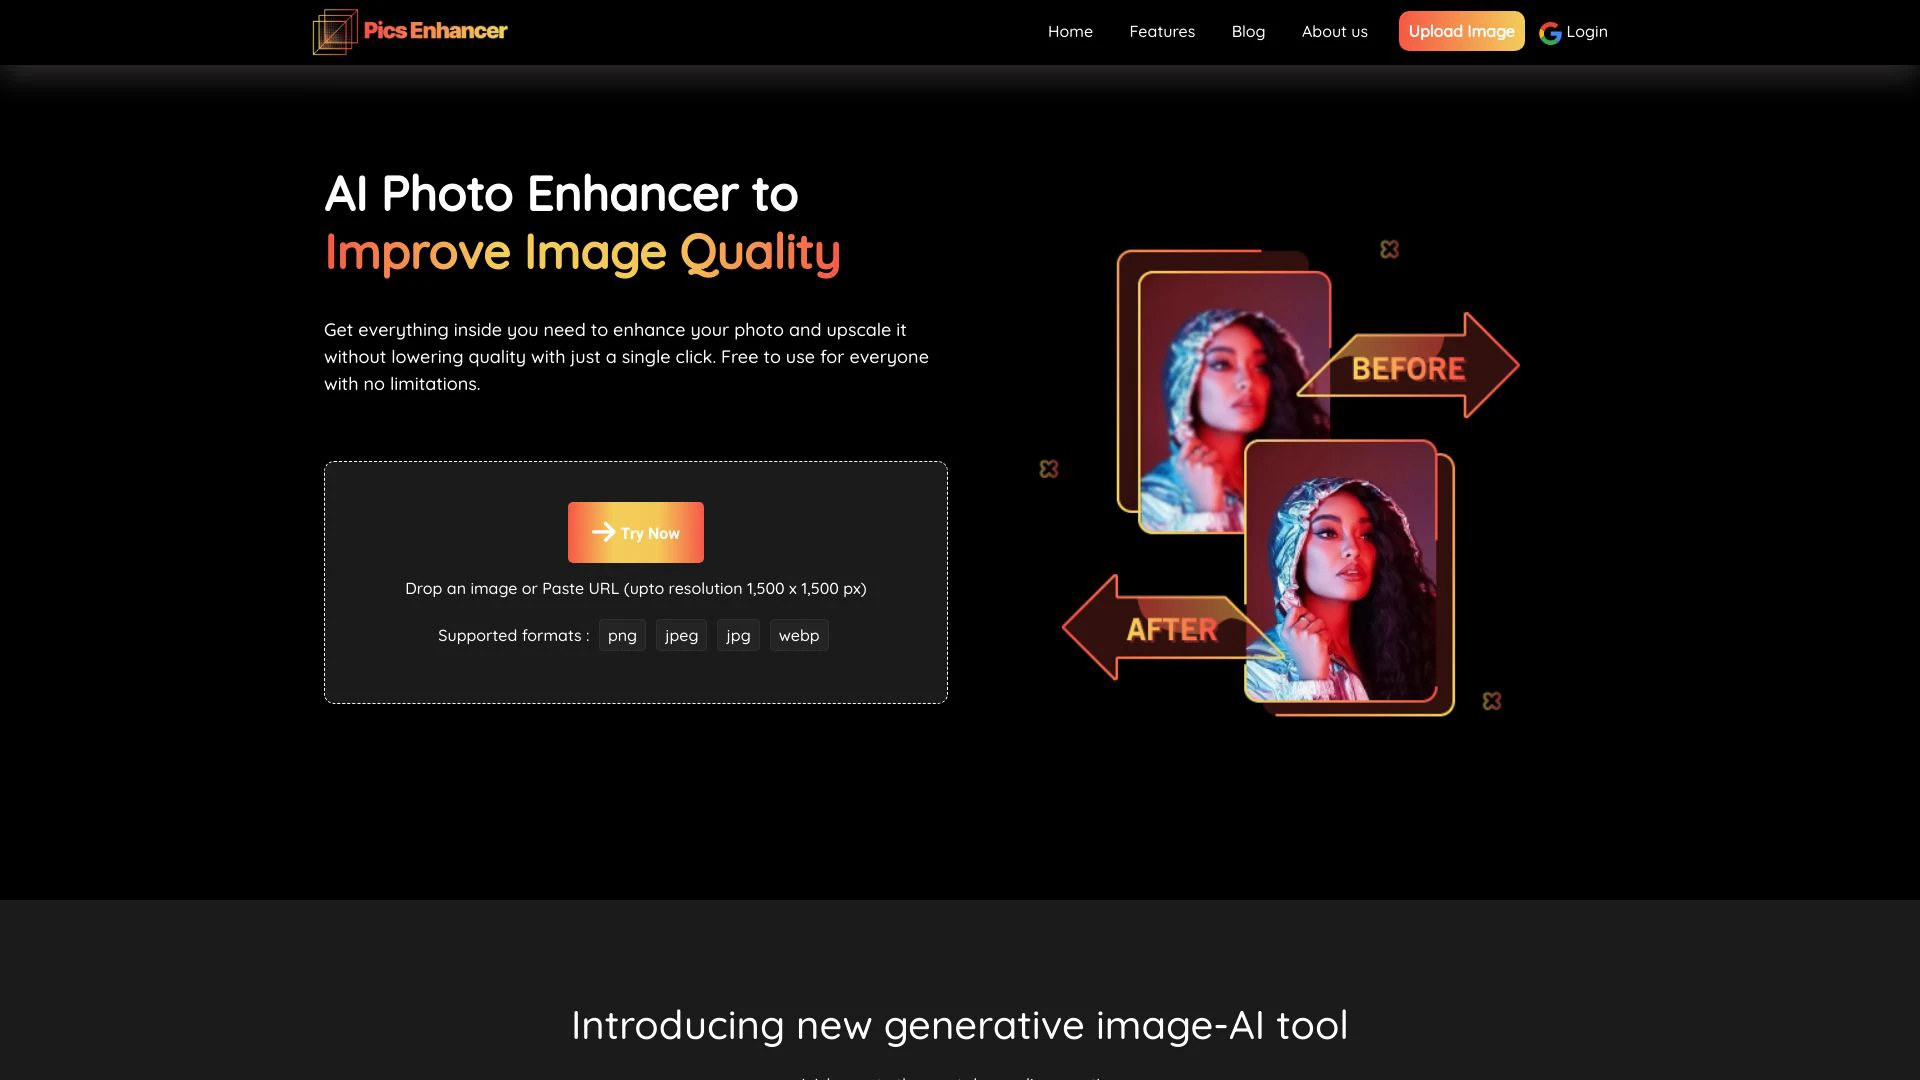 Pics Enhancer
Home
Features
Blog
About us
Upload Image
Login
AI Photo Enhancer to
Improve Image Quality
Get everything inside you need to enhance your photo and upscale it
without lowering quality with just a single click. Free to use for everyone
with no limitations.
Try Now
Drop an image or Paste URL (upto resolution 1,500 x 1,500 px)
Supported formats : png jpeg jpg webp
BEFORE
AFTER
Introducing new generative image-AI tool